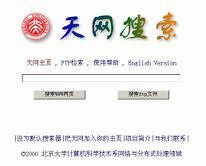 天网搜索
天网主页 , FTP检索 , 使用帮助 , English Version
搜索WWW网页 搜索ftp文件
|设为默认搜索器|把天网加入你的主页|项目简介|与我们联系|
©2000 北京大学计算机科学技术系网络与分布式处理领域